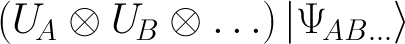 (U_A ⊗ U_B ⊗ . . .) |Ψ_{AB...}⟩